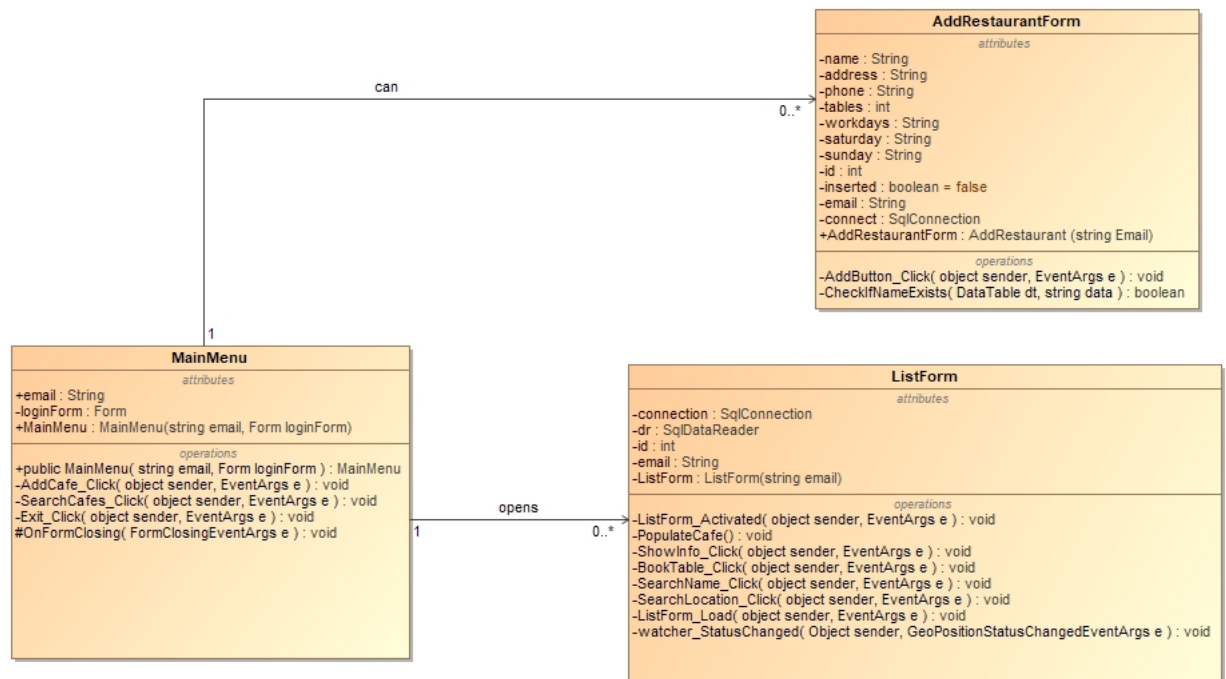 AddRestaurantForm
attributes
-name : String
-address : String
-phone : String
-tables : int
-workdays : String
-saturday : String
-sunday : String
-id : int
-inserted : boolean = false
-email : String
-connect : SqlConnection
+AddRestaurantForm : AddRestaurant (string Email)
operations
-AddButton_Click( object sender, EventArgs e ) : void
-CheckIfNameExists( DataTable dt, string data ) : boolean
can
0..*
1
MainMenu
attributes
+email : String
-loginForm : Form
+MainMenu : MainMenu(string email, Form loginForm)
operations
+public MainMenu( string email, Form loginForm ) : MainMenu
-AddCafe_Click( object sender, EventArgs e ) : void
-SearchCafes_Click( object sender, EventArgs e ) : void
-Exit_Click( object sender, EventArgs e ) : void
#OnFormClosing( FormClosingEventArgs e ) : void
opens
1
0..*
ListForm
attributes
-connection : SqlConnection
-dr : SqlDataReader
-id : int
-email : String
-ListForm : ListForm(string email)
operations
-ListForm_Activated( object sender, EventArgs e ) : void
-PopulateCafe() : void
-ShowInfo_Click( object sender, EventArgs e ) : void
-BookTable_Click( object sender, EventArgs e ) : void
-SearchName_Click( object sender, EventArgs e ) : void
-SearchLocation_Click( object sender, EventArgs e ) : void
-ListForm_Load( object sender, EventArgs e ) : void
-watcher_StatusChanged( Object sender, GeoPositionStatusChangedEventArgs e ) : void